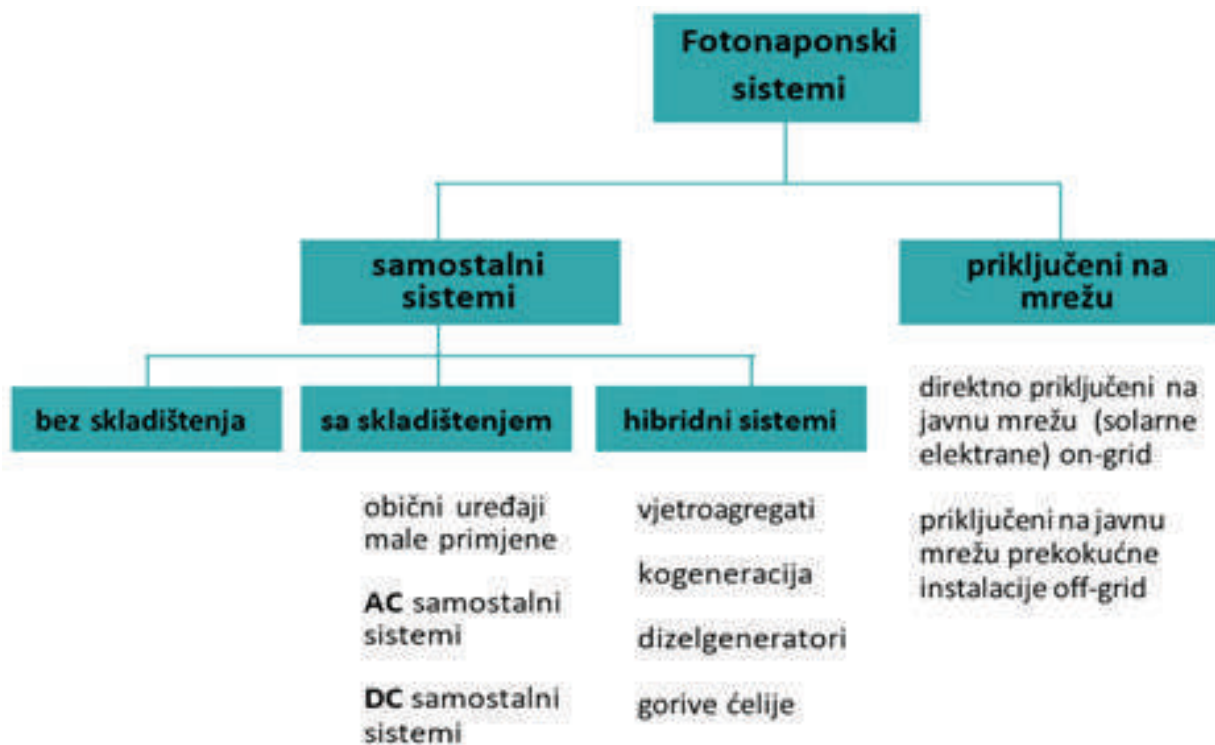 Fotonaponski
sistemi
samostalni
sistemi
priključeni na
mrežu
bez skladištenja
sa skladištenjem
hibridni sistemi
direktno priključeni na
javnu mrežu (solarne
elektrane) on-grid
priključeni na javnu
mrežu prekokućne
instalacije off-grid
obični uređaji
male primjene
AC samostalni
sistemi
DC samostalni
sistemi
vjetroagregati
kogeneracija
dizelgeneratori
gorive ćelije